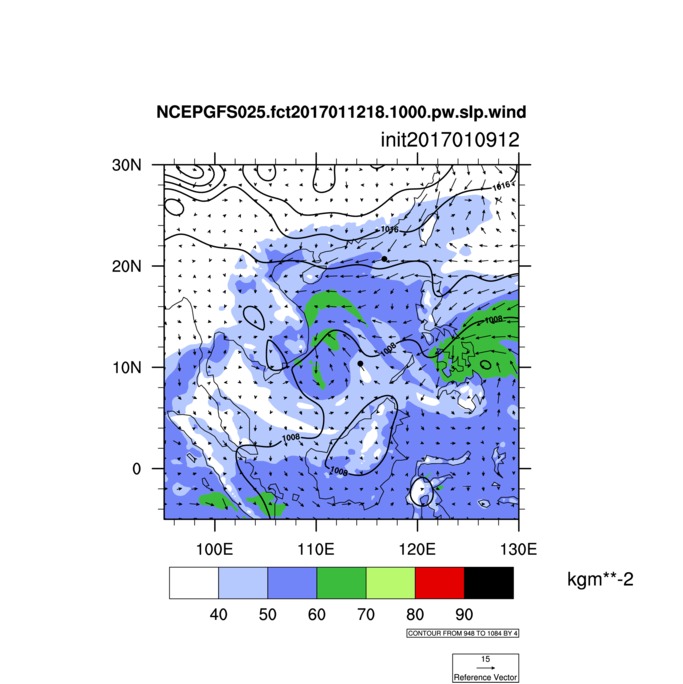 NCEPGFS025.fct2017011218.1000.pw.slp.wind
init2017010912
30N
1016
1016
20N
1008
1008
10N
1008
1008
0
100E 110E 120E 130E
kgm**-2
40 50 60 70 80 90
CONTOUR FROM 948 TO 1084 BY 4
15
Reference Vector